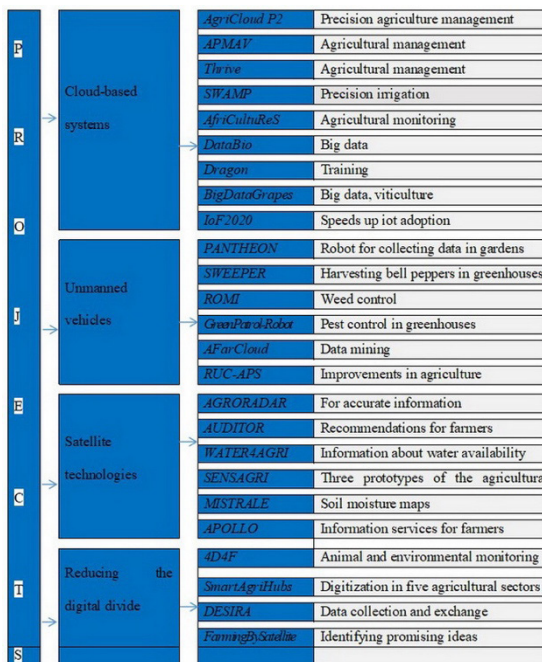 P
R
O
J
E
C
T
S
Cloud-based
systems
AgriCloud P2 Precision agriculture management
APMAV Agricultural management
Thrive Agricultural management
SWAMP Precision irrigation
AfriCultuReS Agricultural monitoring
DataBio Big data
Dragon Training
BigDataGrapes Big data, viticulture
IoF2020 Speeds up iot adoption
Unmanned
vehicles
PANTHEON Robot for collecting data in gardens
SWEEPER Harvesting bell peppers in greenhouses
ROMI Weed control
GreenPatrol-Robot Pest control in greenhouses
AFarCloud Data mining
RUC-APS Improvements in agriculture
Satellite
technologies
AGRORADAR For accurate information
AUDITOR Recommendations for farmers
WATER4AGRI Information about water availability
SENSAGRI Three prototypes of the agricultura
MISTRALE Soil moisture maps
APOLLO Information services for farmers
Reducing the
digital divide
4D4F Animal and environmental monitoring
SmartAgriHubs Digitization in five agricultural sectors
DESIRA Data collection and exchange
FarmingBySatellite Identifying promising ideas